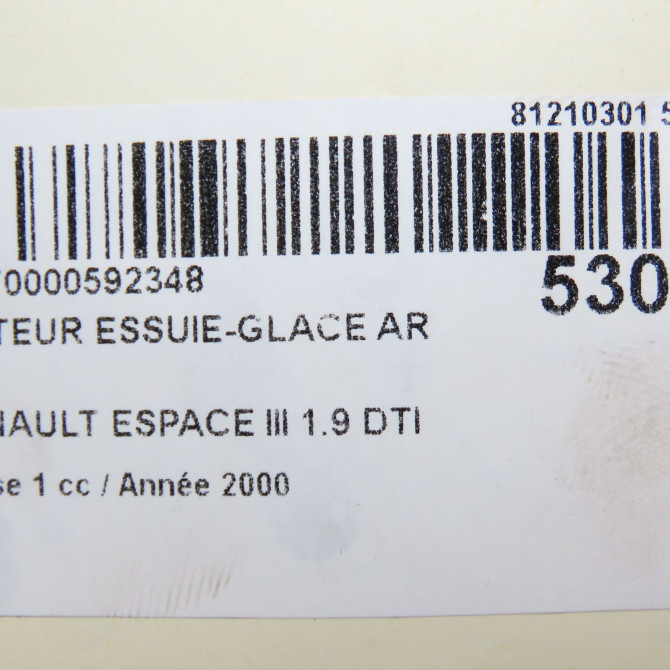 81210301 5
70000592348
530
TEUR ESSUIE-GLACE AR
NAULT ESPACE III 1.9 DTI
se 1 cc / Année 2000